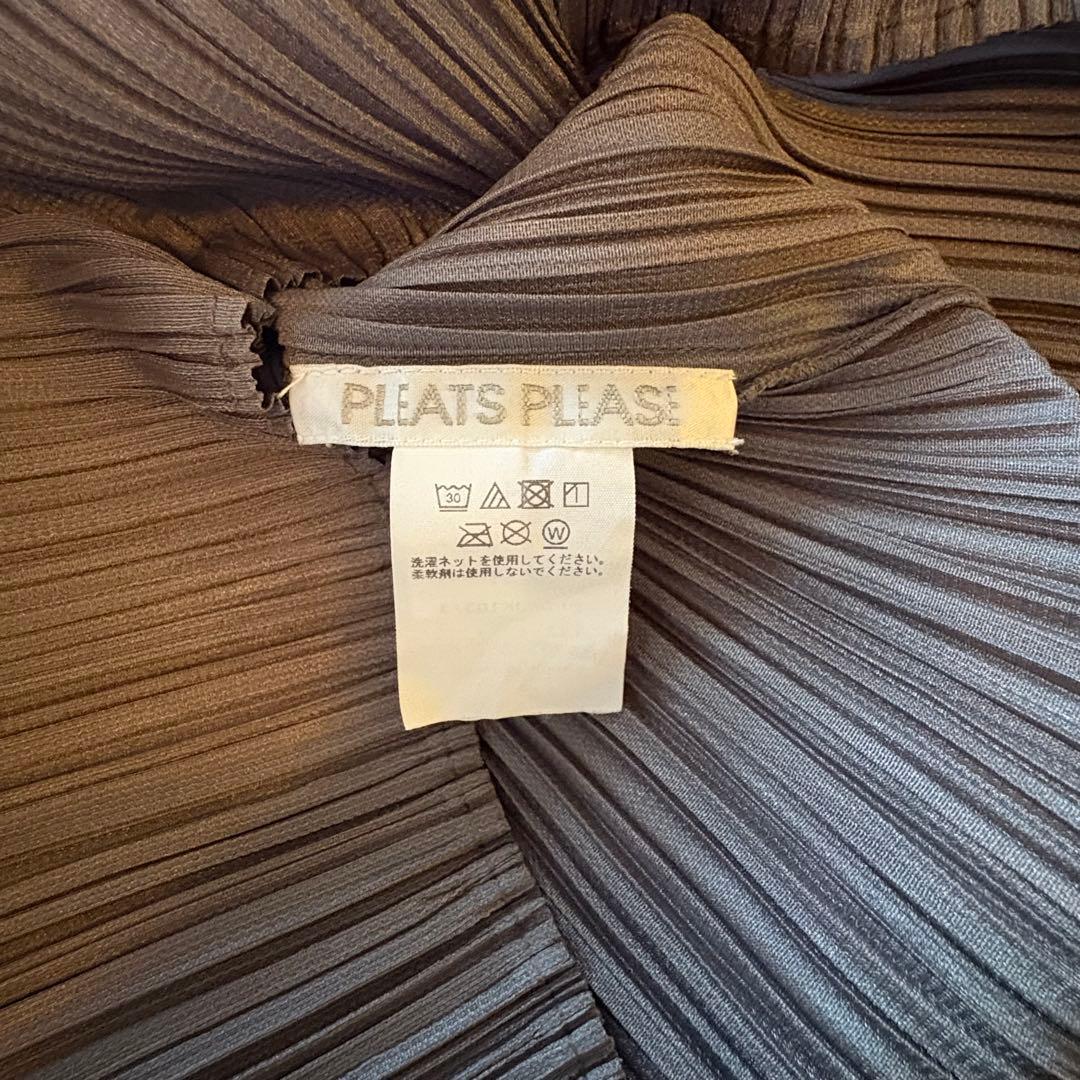 PLEATS PLEASE
30
W
洗濯ネットを使用してください。
柔軟剤は使用しないでください。